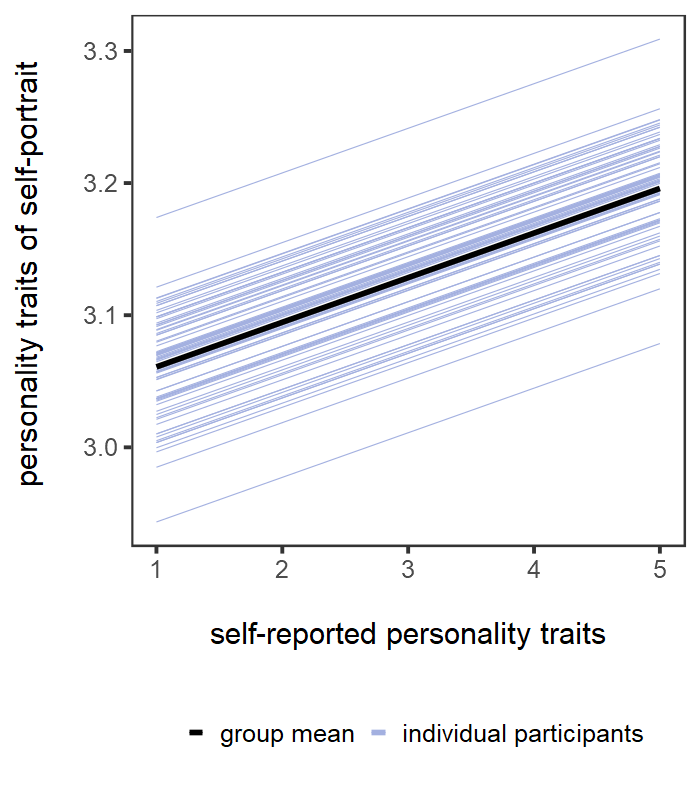 personality traits of self-portrait
3.3
3.2
3.1
3.0
1 2 3 4 5
self-reported personality traits
group mean individual participants